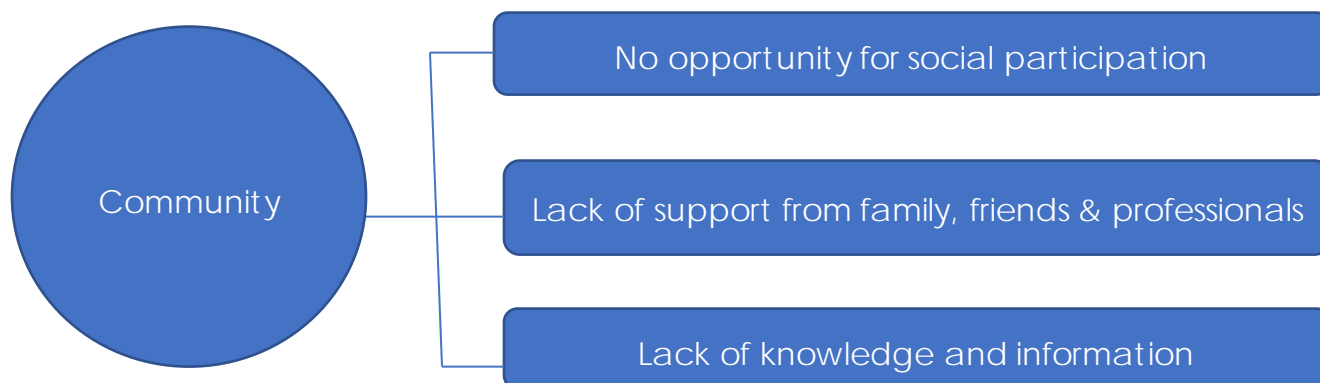 No opportunity for social participation
Community
Lack of support from family, friends & professionals
Lack of knowledge and information